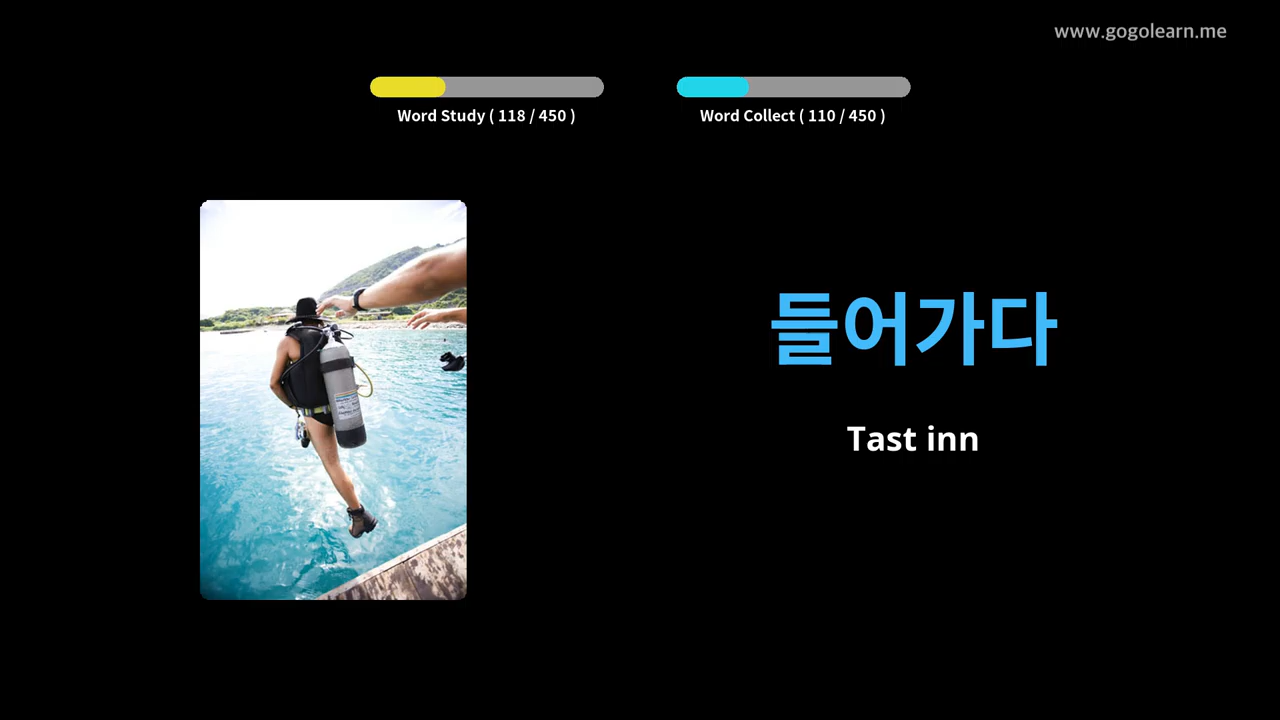 www.gogolearn.me
Word Study ( 118 / 450 )
Word Collect ( 110 / 450 )
들어가다
Tast inn